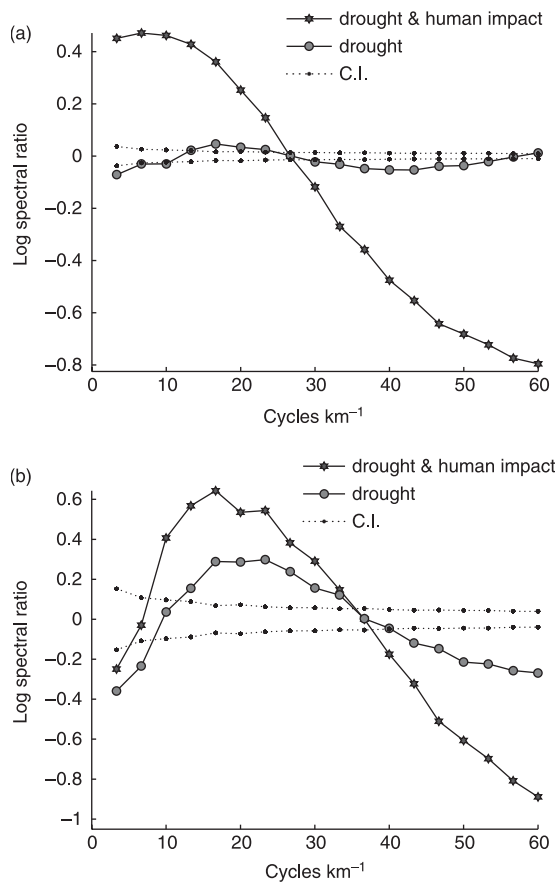 (a)
drought & human impact
drought
C.I.
0.4
0.2
0
−0.2
−0.4
−0.6
−0.8
Log spectral ratio
0 10 20 30 40 50 60
Cycles km−1
(b)
drought & human impact
drought
C.I.
0.6
0.4
0.2
0
−0.2
−0.4
−0.6
−0.8
−1
Log spectral ratio
0 10 20 30 40 50 60
Cycles km−1